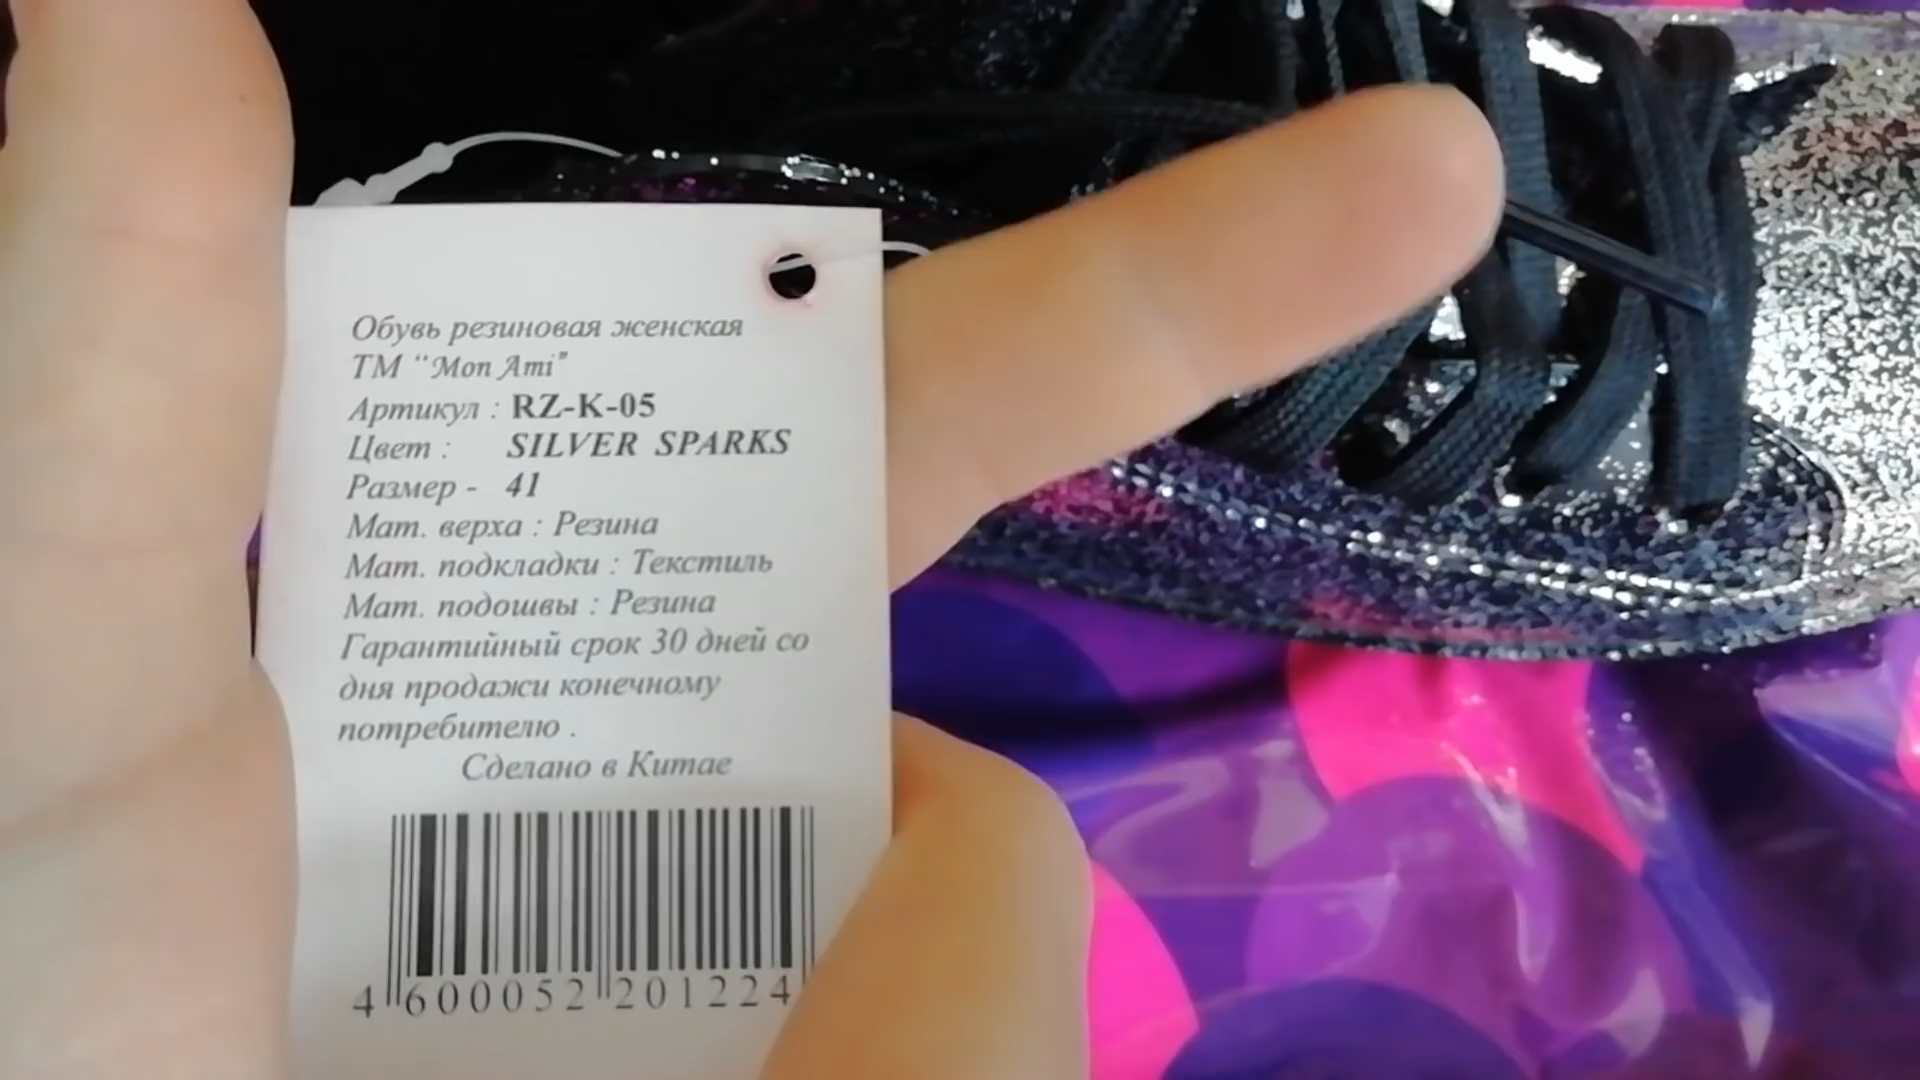 Обувь резиновая женская
ТМ “Mon Ami”
Артикул : RZ-K-05
Цвет : SILVER SPARKS
Размер - 41
Мат. верха : Резина
Мат. подкладки : Текстиль
Мат. подошвы : Резина
Гарантийный срок 30 дней со
дня продажи конечному
потребителю .
Сделано в Китае
4 600052 201224